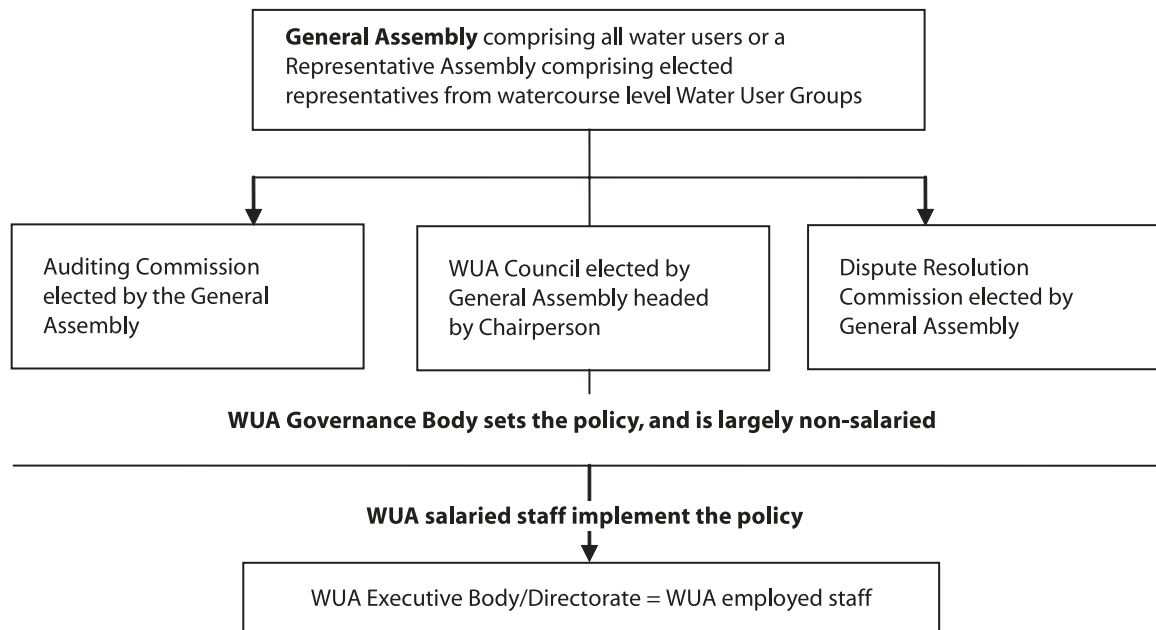 General Assembly comprising all water users or a
Representative Assembly comprising elected
representatives from watercourse level Water User Groups
Auditing Commission
elected by the General
Assembly
WUA Council elected by
General Assembly headed
by Chairperson
Dispute Resolution
Commission elected by
General Assembly
WUA Governance Body sets the policy, and is largely non-salaried
WUA salaried staff implement the policy
WUA Executive Body/Directorate = WUA employed staff